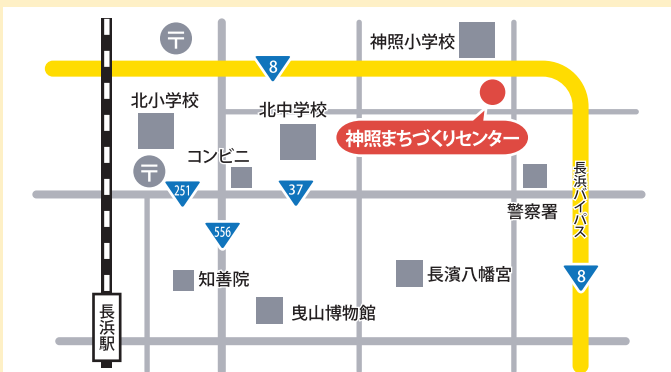 〒
神照小学校
8
北小学校
北中学校
神照まちづくりセンター
コンビニ
〒
251
37
長浜バイパス
警察署
556
知善院
長濱八幡宮
8
曳山博物館
長浜駅